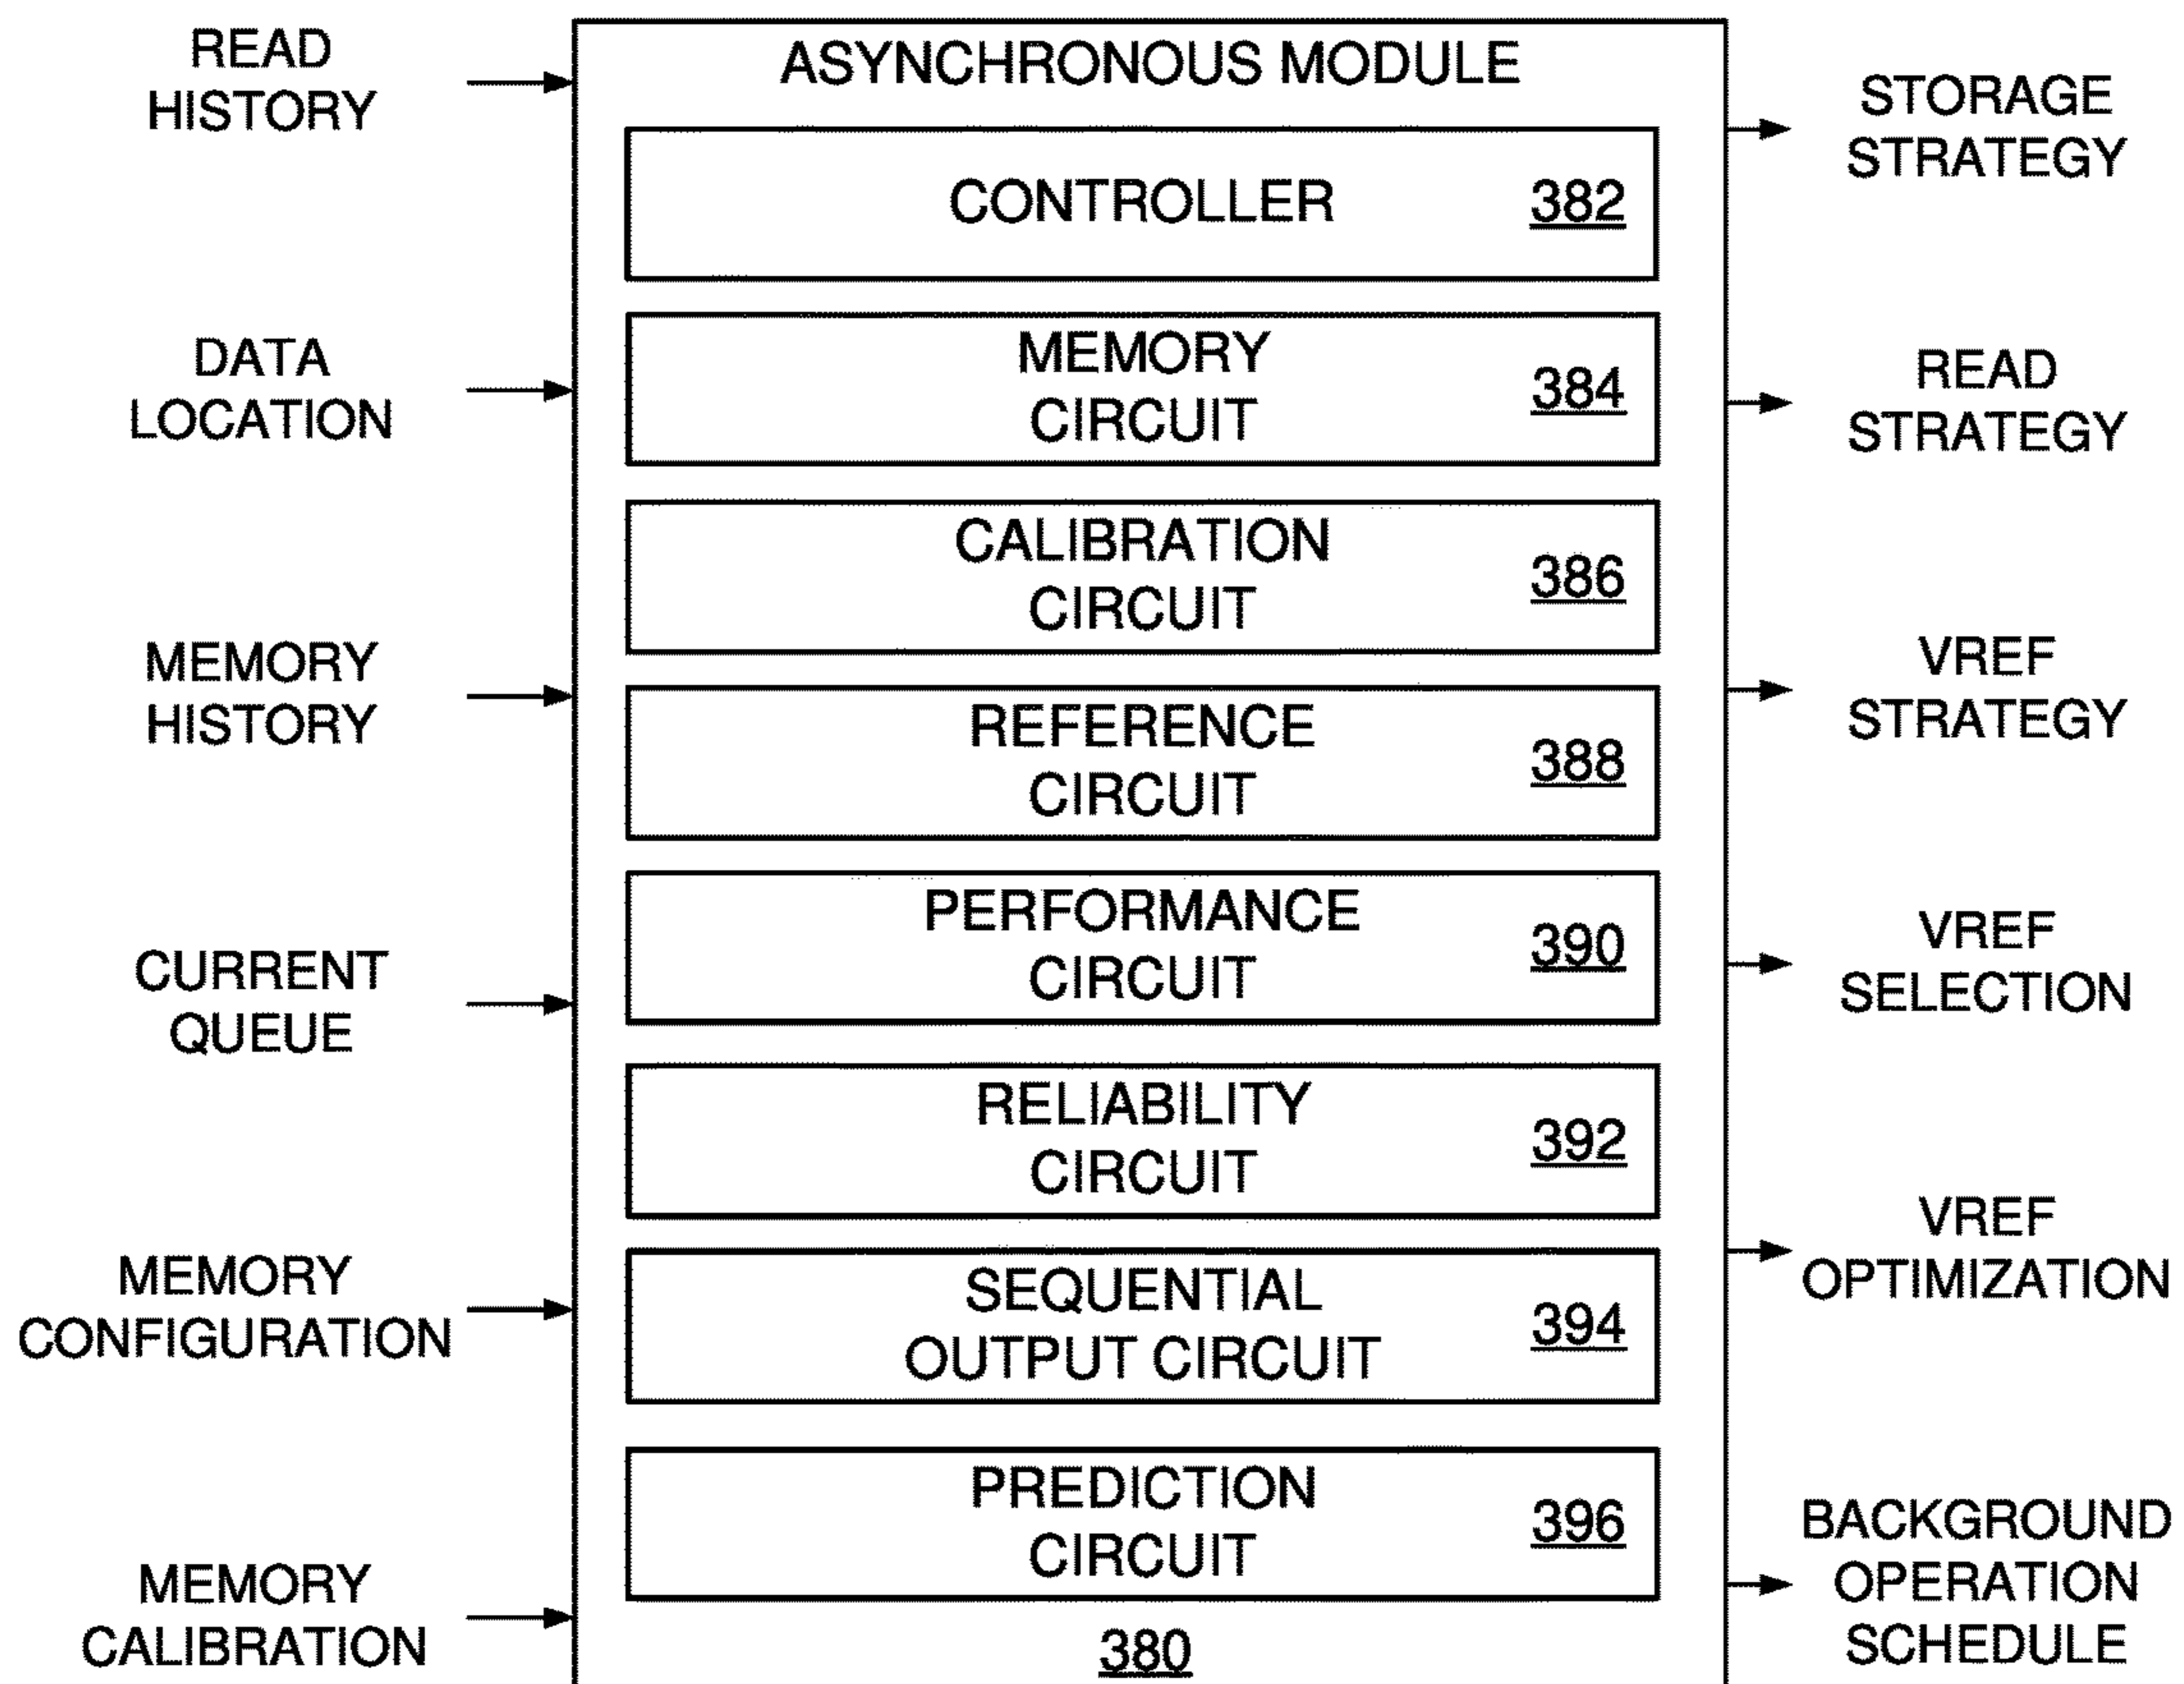 READ
HISTORY
DATA
LOCATION
MEMORY
HISTORY
CURRENT
QUEUE
MEMORY
CONFIGURATION
MEMORY
CALIBRATION
ASYNCHRONOUS MODULE
CONTROLLER 382
MEMORY
CIRCUIT 384
CALIBRATION
CIRCUIT 386
REFERENCE
CIRCUIT 388
PERFORMANCE
CIRCUIT 390
RELIABILITY
CIRCUIT 392
SEQUENTIAL
OUTPUT CIRCUIT 394
PREDICTION
CIRCUIT 396
380
STORAGE
STRATEGY
READ
STRATEGY
VREF
STRATEGY
VREF
SELECTION
VREF
OPTIMIZATION
BACKGROUND
OPERATION
SCHEDULE